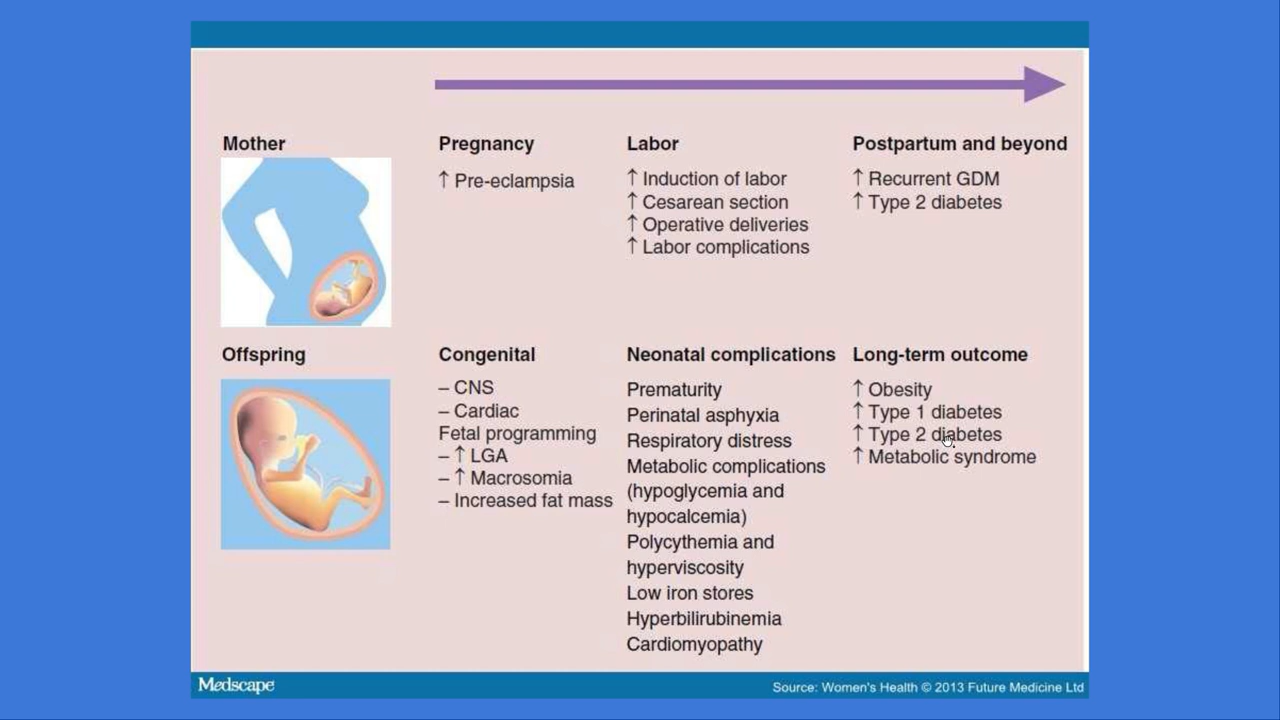 Mother
Pregnancy
↑ Pre-eclampsia
Labor
↑ Induction of labor
↑ Cesarean section
↑ Operative deliveries
↑ Labor complications
Postpartum and beyond
↑ Recurrent GDM
↑ Type 2 diabetes
Offspring
Congenital
– CNS
– Cardiac
Fetal programming
– ↑ LGA
– ↑ Macrosomia
– Increased fat mass
Neonatal complications
Prematurity
Perinatal asphyxia
Respiratory distress
Metabolic complications
(hypoglycemia and
hypocalcemia)
Polycythemia and
hyperviscosity
Low iron stores
Hyperbilirubinemia
Cardiomyopathy
Long-term outcome
↑ Obesity
↑ Type 1 diabetes
↑ Type 2 diabetes
↑ Metabolic syndrome
Medscape
Source: Women's Health © 2013 Future Medicine Ltd